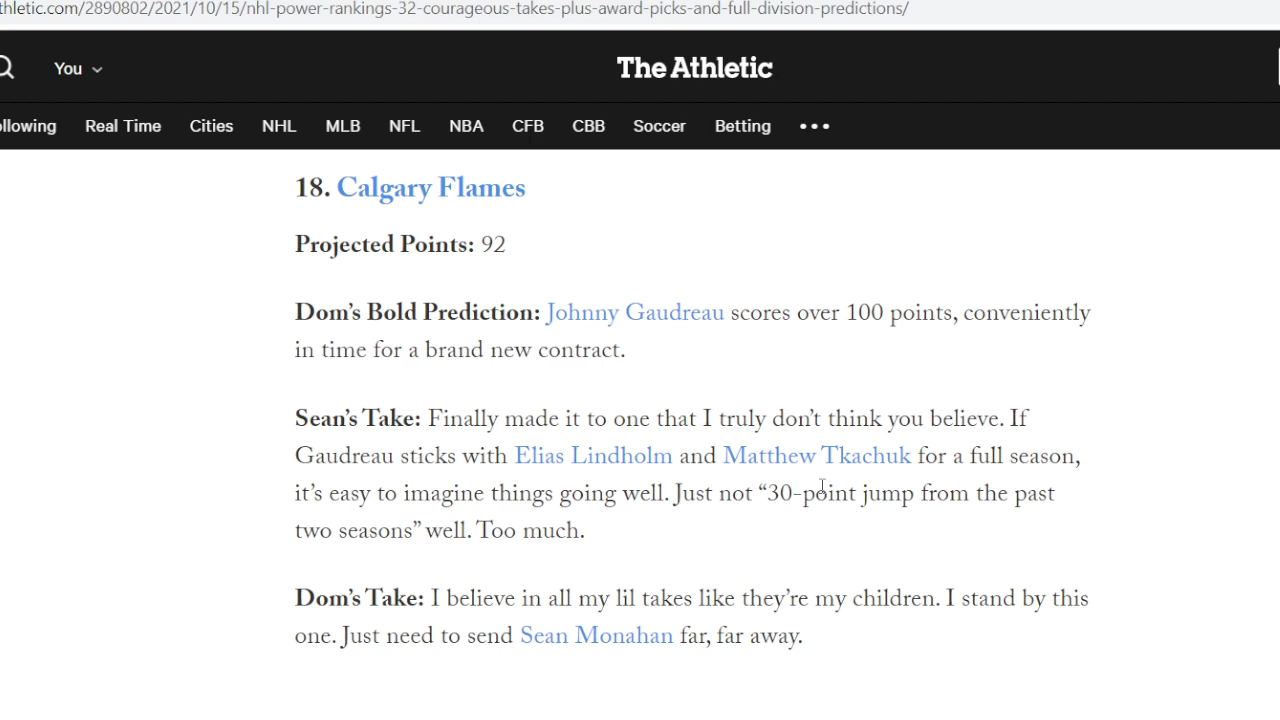 thletic.com/2890802/2021/10/15/nhl-power-rankings-32-courageous-takes-plus-award-picks-and-full-division-predictions/
You
The Athletic
ollowing Real Time Cities NHL MLB NFL NBA CFB CBB Soccer Betting •••
18. Calgary Flames
Projected Points: 92
Dom's Bold Prediction: Johnny Gaudreau scores over 100 points, conveniently
in time for a brand new contract.
Sean's Take: Finally made it to one that I truly don't think you believe. If
Gaudreau sticks with Elias Lindholm and Matthew Tkachuk for a full season,
it's easy to imagine things going well. Just not “30-point jump from the past
two seasons” well. Too much.
Dom's Take: I believe in all my lil takes like they're my children. I stand by this
one. Just need to send Sean Monahan far, far away.